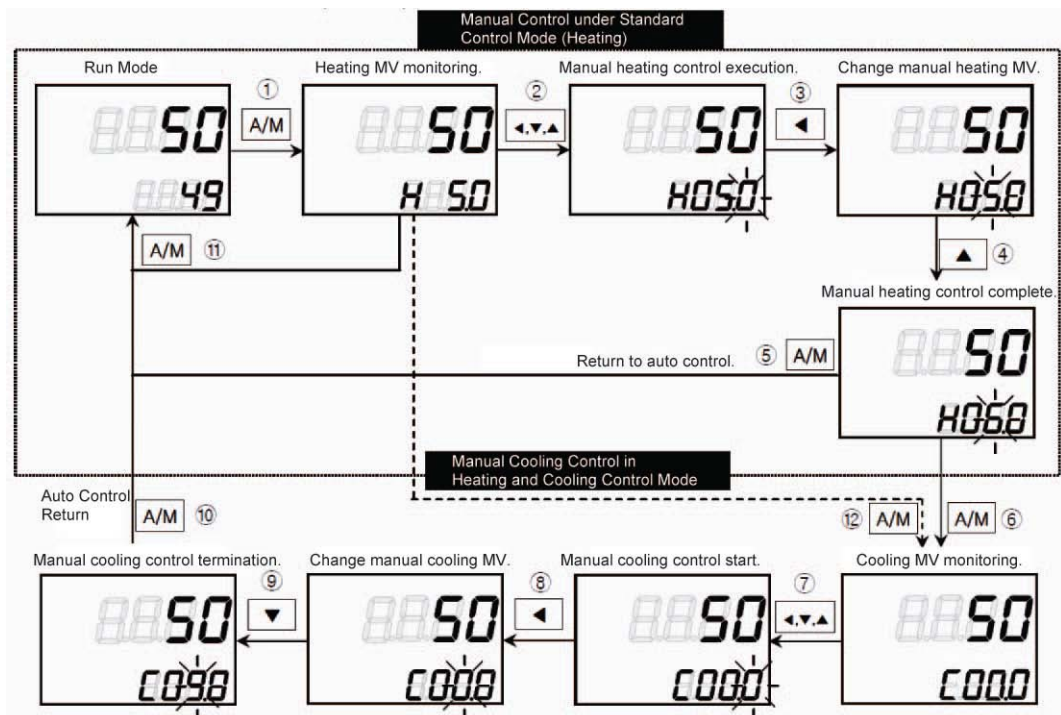 Manual Control under Standard
Control Mode (Heating)
Run Mode
Heating MV monitoring.
Manual heating control execution.
Change manual heating MV.
50
49
① A/M
50
H 5.0
② ◀,▼,▲
50
H05.0
③ ◀
50
H05.0
④ ▲
Manual heating control complete.
50
H06.0
A/M ⑪
Return to auto control.
⑤ A/M
Manual Cooling Control in
Heating and Cooling Control Mode
Auto Control
Return
A/M ⑩
⑫ A/M
A/M ⑥
Manual cooling control termination.
Change manual cooling MV.
Manual cooling control start.
Cooling MV monitoring.
50
C09.0
⑨ ▼
50
C00.0
⑧ ◀
50
C00.0
⑦ ◀,▼,▲
50
C00.0